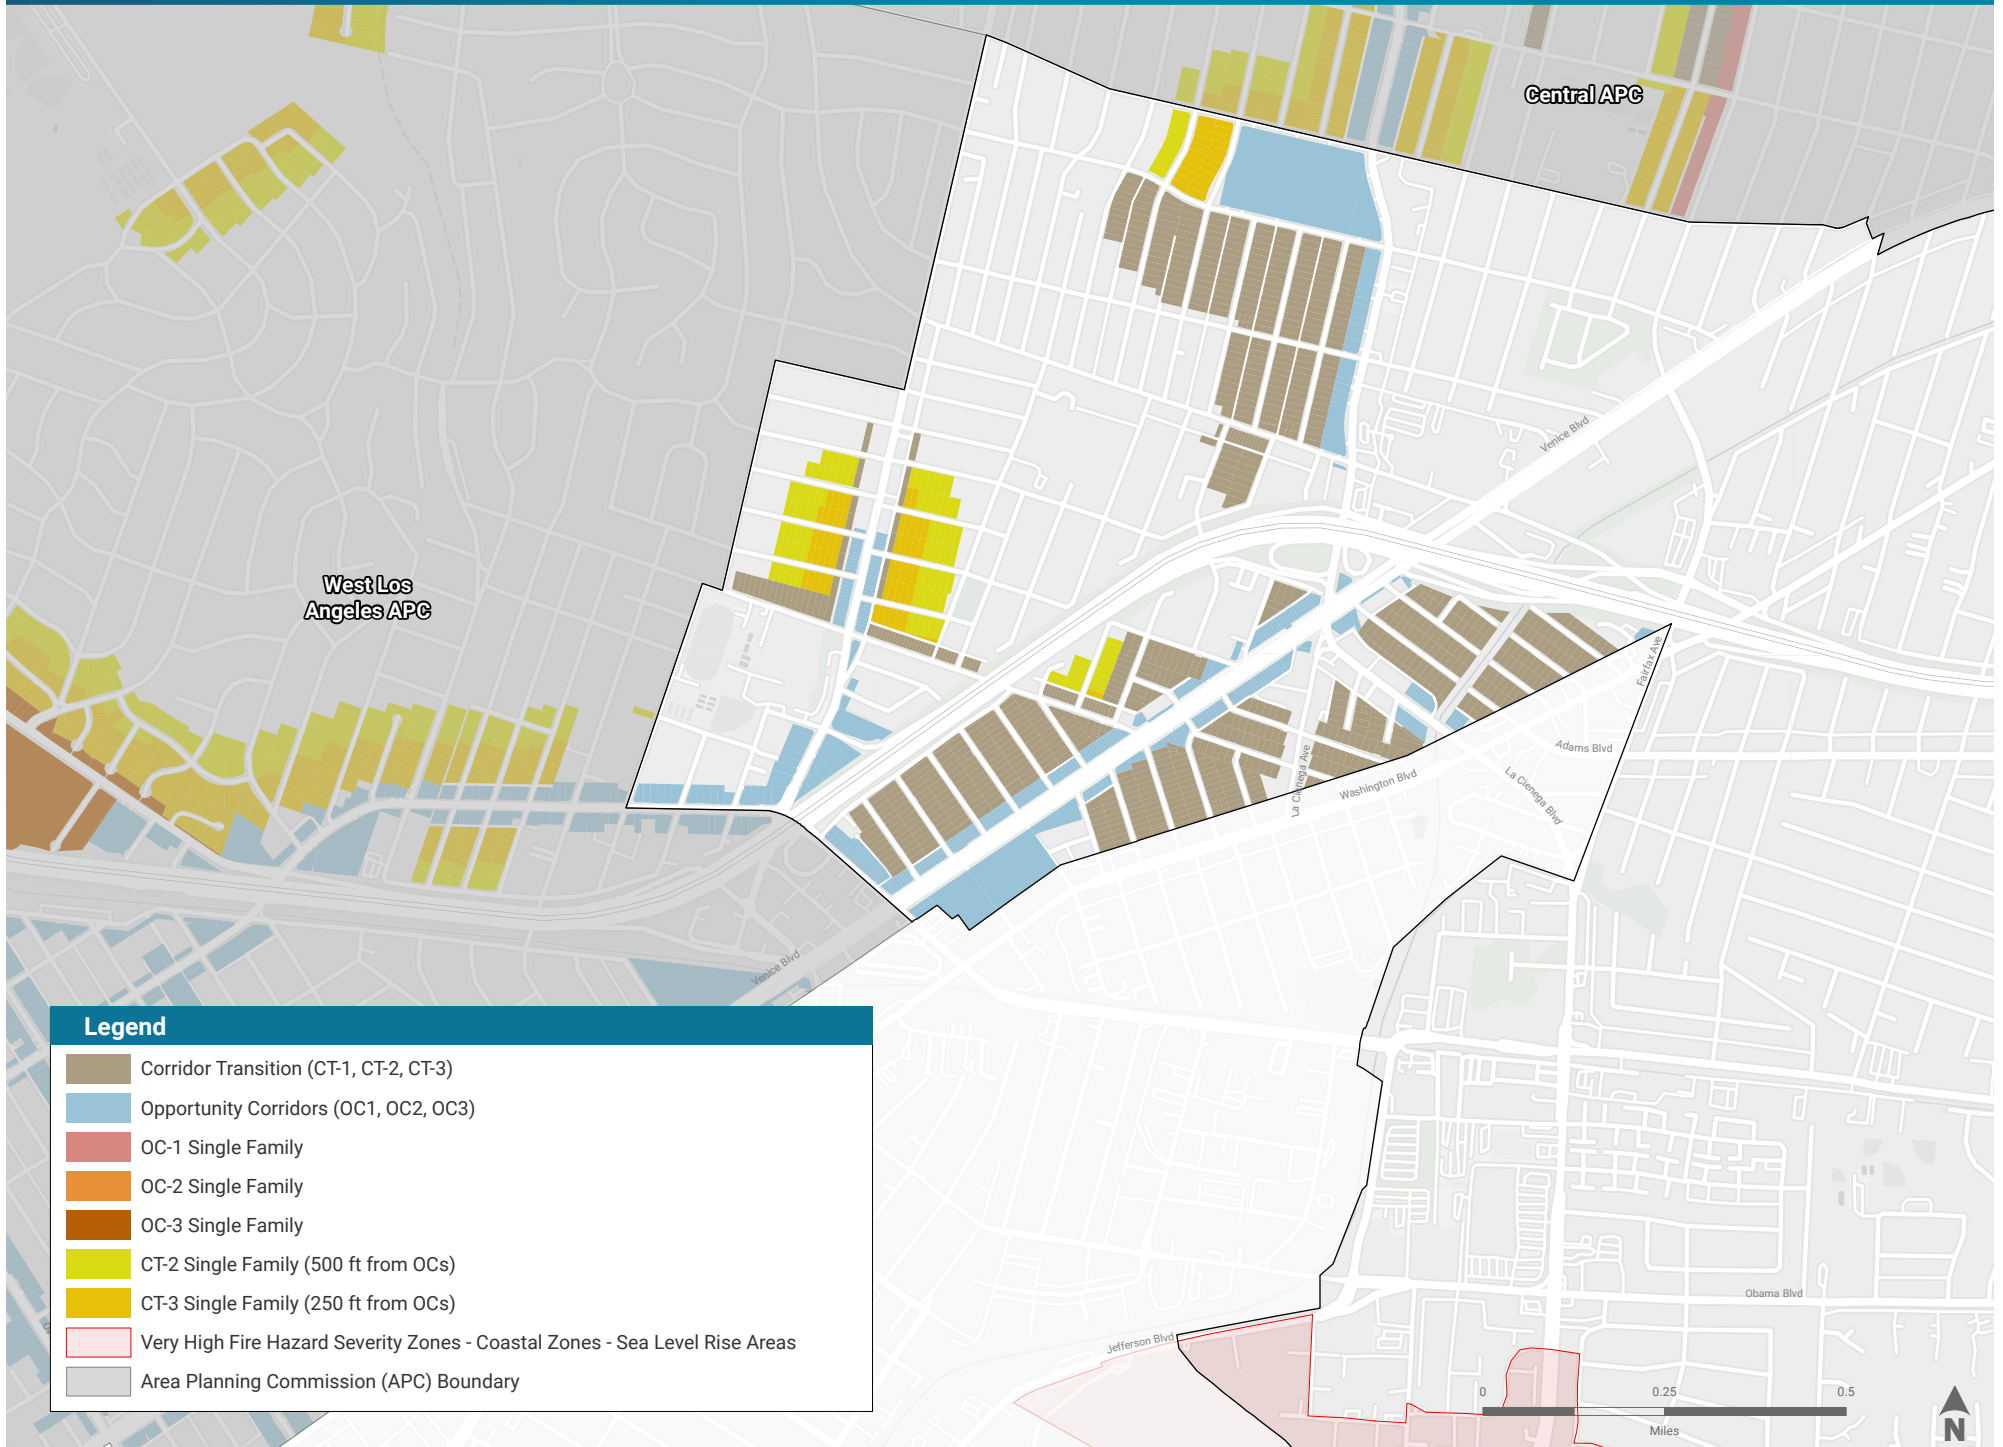 Central APC
Venice Blvd
West Los
Angeles APC
Fairfax Ave
Adams Blvd
La Cienega Ave
Washington Blvd
La Cienega Blvd
Venice Blvd
Legend
Corridor Transition (CT-1, CT-2, CT-3)
Opportunity Corridors (OC1, OC2, OC3)
OC-1 Single Family
OC-2 Single Family
OC-3 Single Family
CT-2 Single Family (500 ft from OCs)
CT-3 Single Family (250 ft from OCs)
Very High Fire Hazard Severity Zones - Coastal Zones - Sea Level Rise Areas
Area Planning Commission (APC) Boundary
Obama Blvd
Jefferson Blvd
0 0.25 0.5
Miles
N